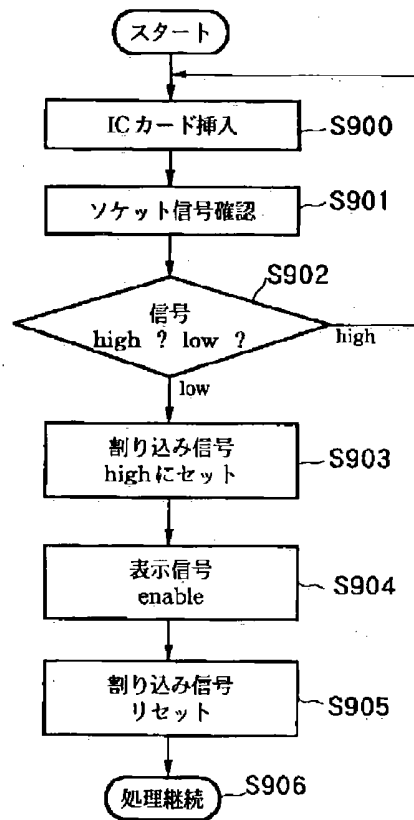 スタート
ICカード挿入
S900
ソケット信号確認
S901
S902
信号
high ? low ?
high
low
割り込み信号
highにセット
S903
表示信号
enable
S904
割り込み信号
リセット
S905
処理継続
S906